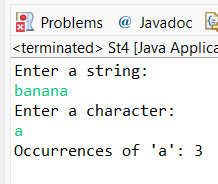 Problems @ Javadoc
<terminated> St4 [Java Applica
Enter a string:
banana
Enter a character:
a
Occurrences of 'a': 3